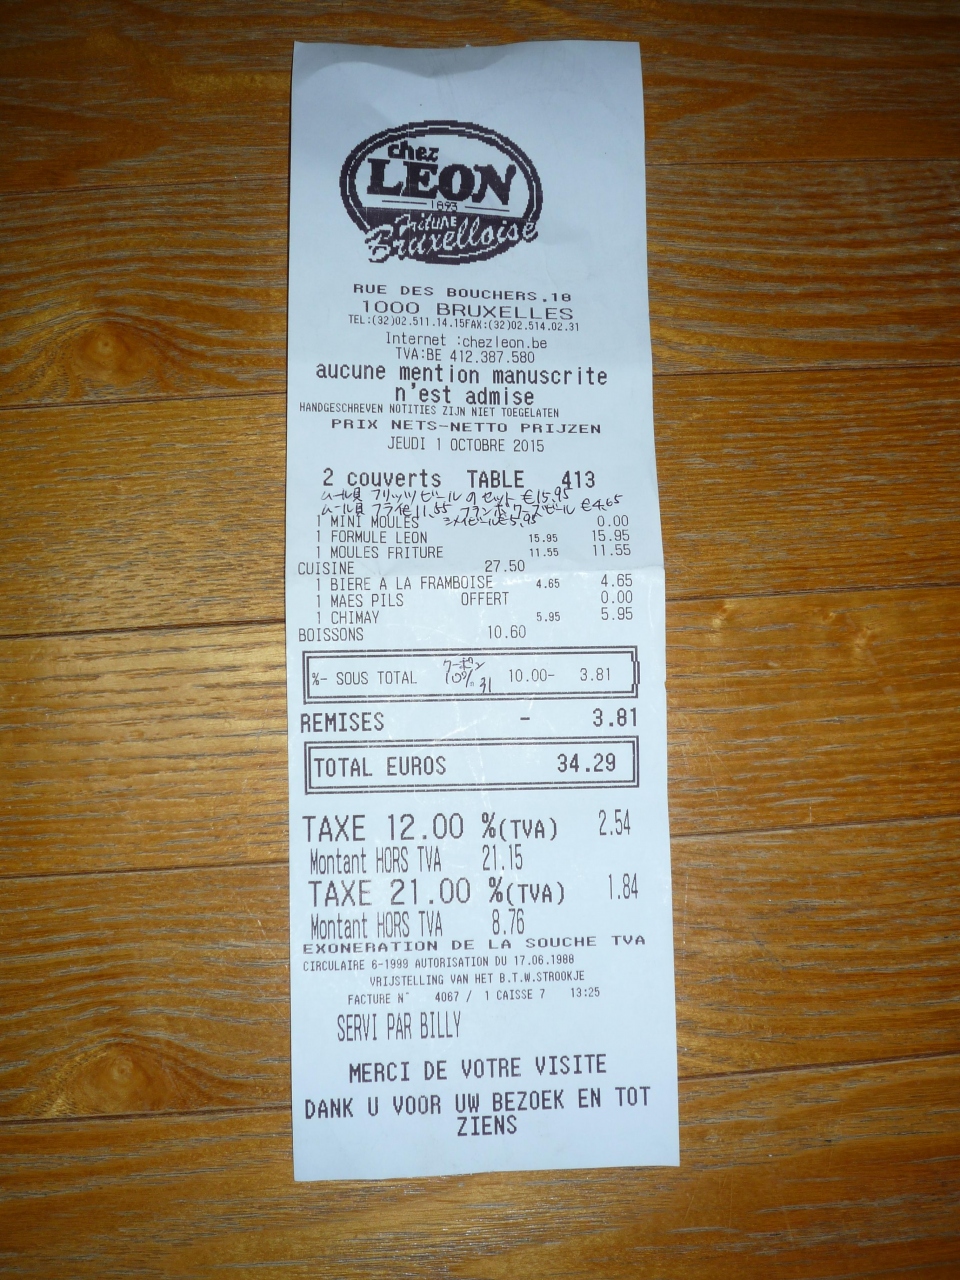 chez
LEON
1893
Friture
Bruxelloise
RUE DES BOUCHERS.18
1000 BRUXELLES
TEL:(32)02.511.14.15FAX:(32)02.514.02.31
Internet :chezleon.be
TVA:BE 412.387.580
aucune mention manuscrite
n'est admise
HANDGESCHREVEN NOTITIES ZIJN NIET TOEGELATEN
PRIX NETS-NETTO PRIJZEN
JEUDI 1 OCTOBRE 2015
2 couverts TABLE 413
ムール貝 フリッツビールのセット €15.95
ムール貝 フライ €11.55 フランボワーズビール €4.65
シメイビール €5.95
1 MINI MOULES 0.00
1 FORMULE LEON 15.95 15.95
1 MOULES FRITURE 11.55 11.55
CUISINE 27.50
1 BIERE A LA FRAMBOISE 4.65 4.65
1 MAES PILS OFFERT 0.00
1 CHIMAY 5.95 5.95
BOISSONS 10.60
クーポン
10% 引
%- SOUS TOTAL 10.00- 3.81
REMISES - 3.81
TOTAL EUROS 34.29
TAXE 12.00 %(TVA) 2.54
Montant HORS TVA 21.15
TAXE 21.00 %(TVA) 1.84
Montant HORS TVA 8.76
EXONERATION DE LA SOUCHE TVA
CIRCULAIRE 6-1999 AUTORISATION DU 17.06.1988
VRIJSTELLING VAN HET B.T.W.STROOKJE
FACTURE N° 4067 / 1 CAISSE 7 13:25
SERVI PAR BILLY
MERCI DE VOTRE VISITE
DANK U VOOR UW BEZOEK EN TOT
ZIENS